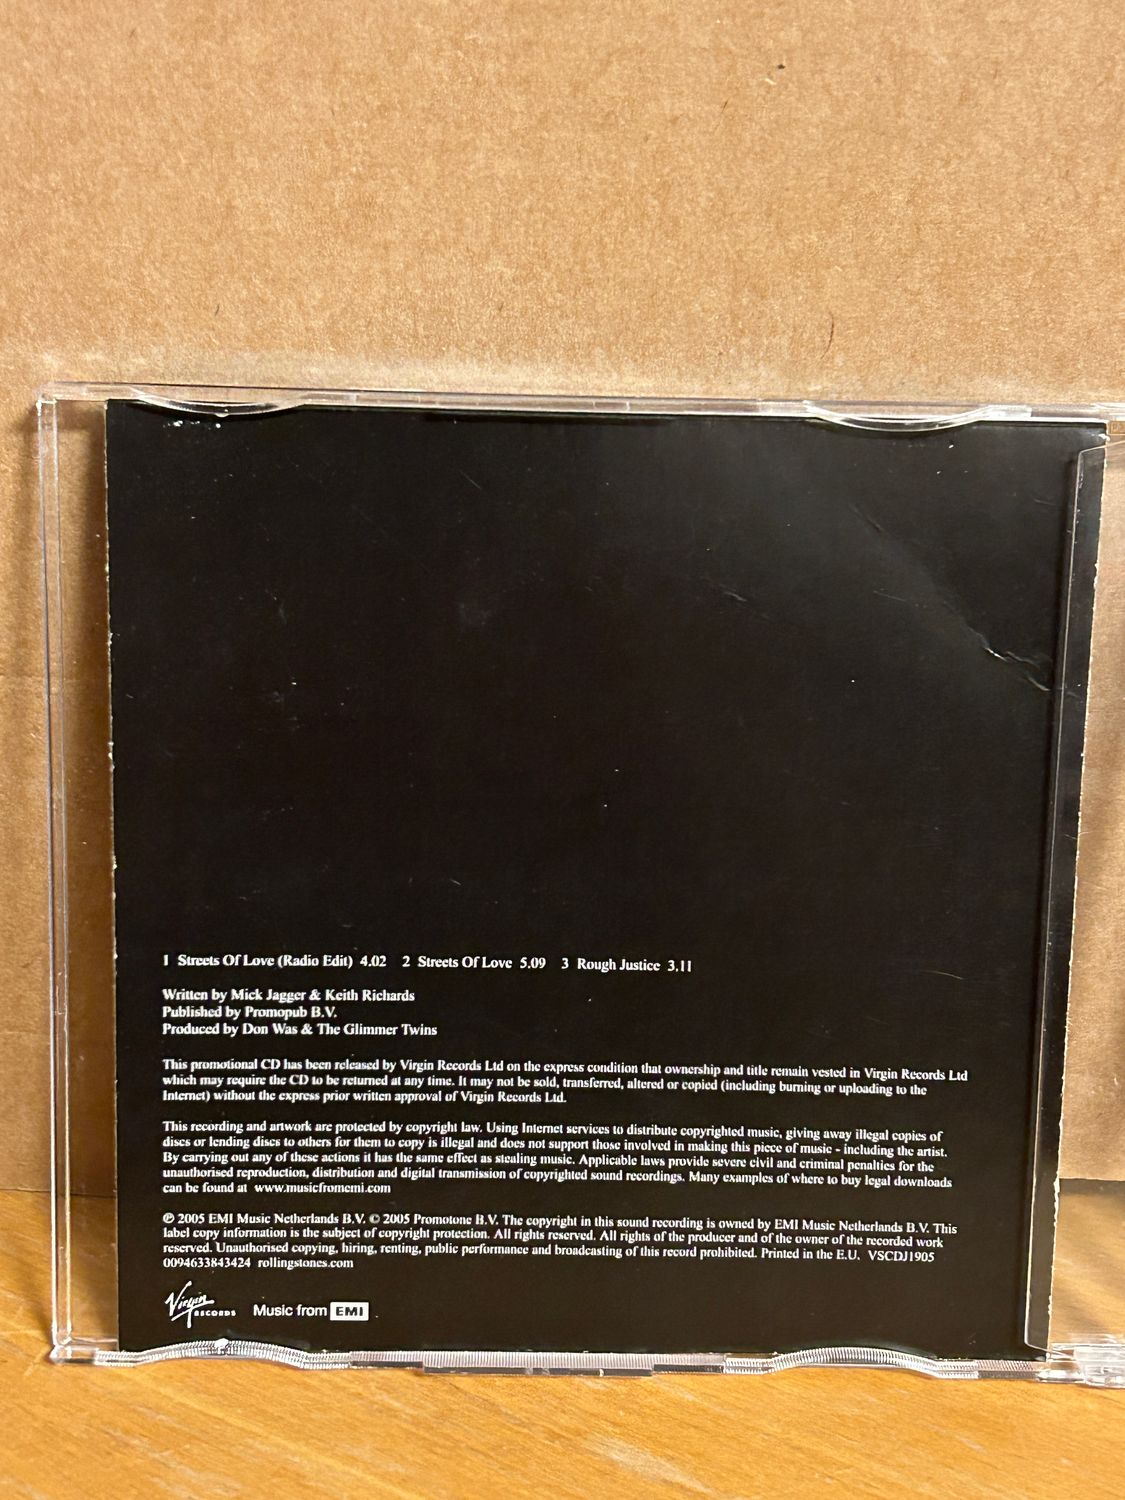 1 Streets Of Love (Radio Edit) 4.02 2 Streets Of Love 5.09 3 Rough Justice 3.11
Written by Mick Jagger & Keith Richards
Published by Promopub B.V.
Produced by Don Was & The Glimmer Twins
This promotional CD has been released by Virgin Records Ltd on the express condition that ownership and title remain vested in Virgin Records Ltd
which may require the CD to be returned at any time. It may not be sold, transferred, altered or copied (including burning or uploading to the
Internet) without the express prior written approval of Virgin Records Ltd.
This recording and artwork are protected by copyright law. Using Internet services to distribute copyrighted music, giving away illegal copies of
discs or lending discs to others for them to copy is illegal and does not support those involved in making this piece of music - including the artist.
By carrying out any of these actions it has the same effect as stealing music. Applicable laws provide severe civil and criminal penalties for the
unauthorised reproduction, distribution and digital transmission of copyrighted sound recordings. Many examples of where to buy legal downloads
can be found at www.musicfromemi.com
℗ 2005 EMI Music Netherlands B.V. © 2005 Promotone B.V. The copyright in this sound recording is owned by EMI Music Netherlands B.V. This
label copy information is the subject of copyright protection. All rights reserved. All rights of the producer and of the owner of the recorded work
reserved. Unauthorised copying, hiring, renting, public performance and broadcasting of this record prohibited. Printed in the E.U. VSCDJ1905
0094633843424 rollingstones.com
Virgin RECORDS Music from EMI